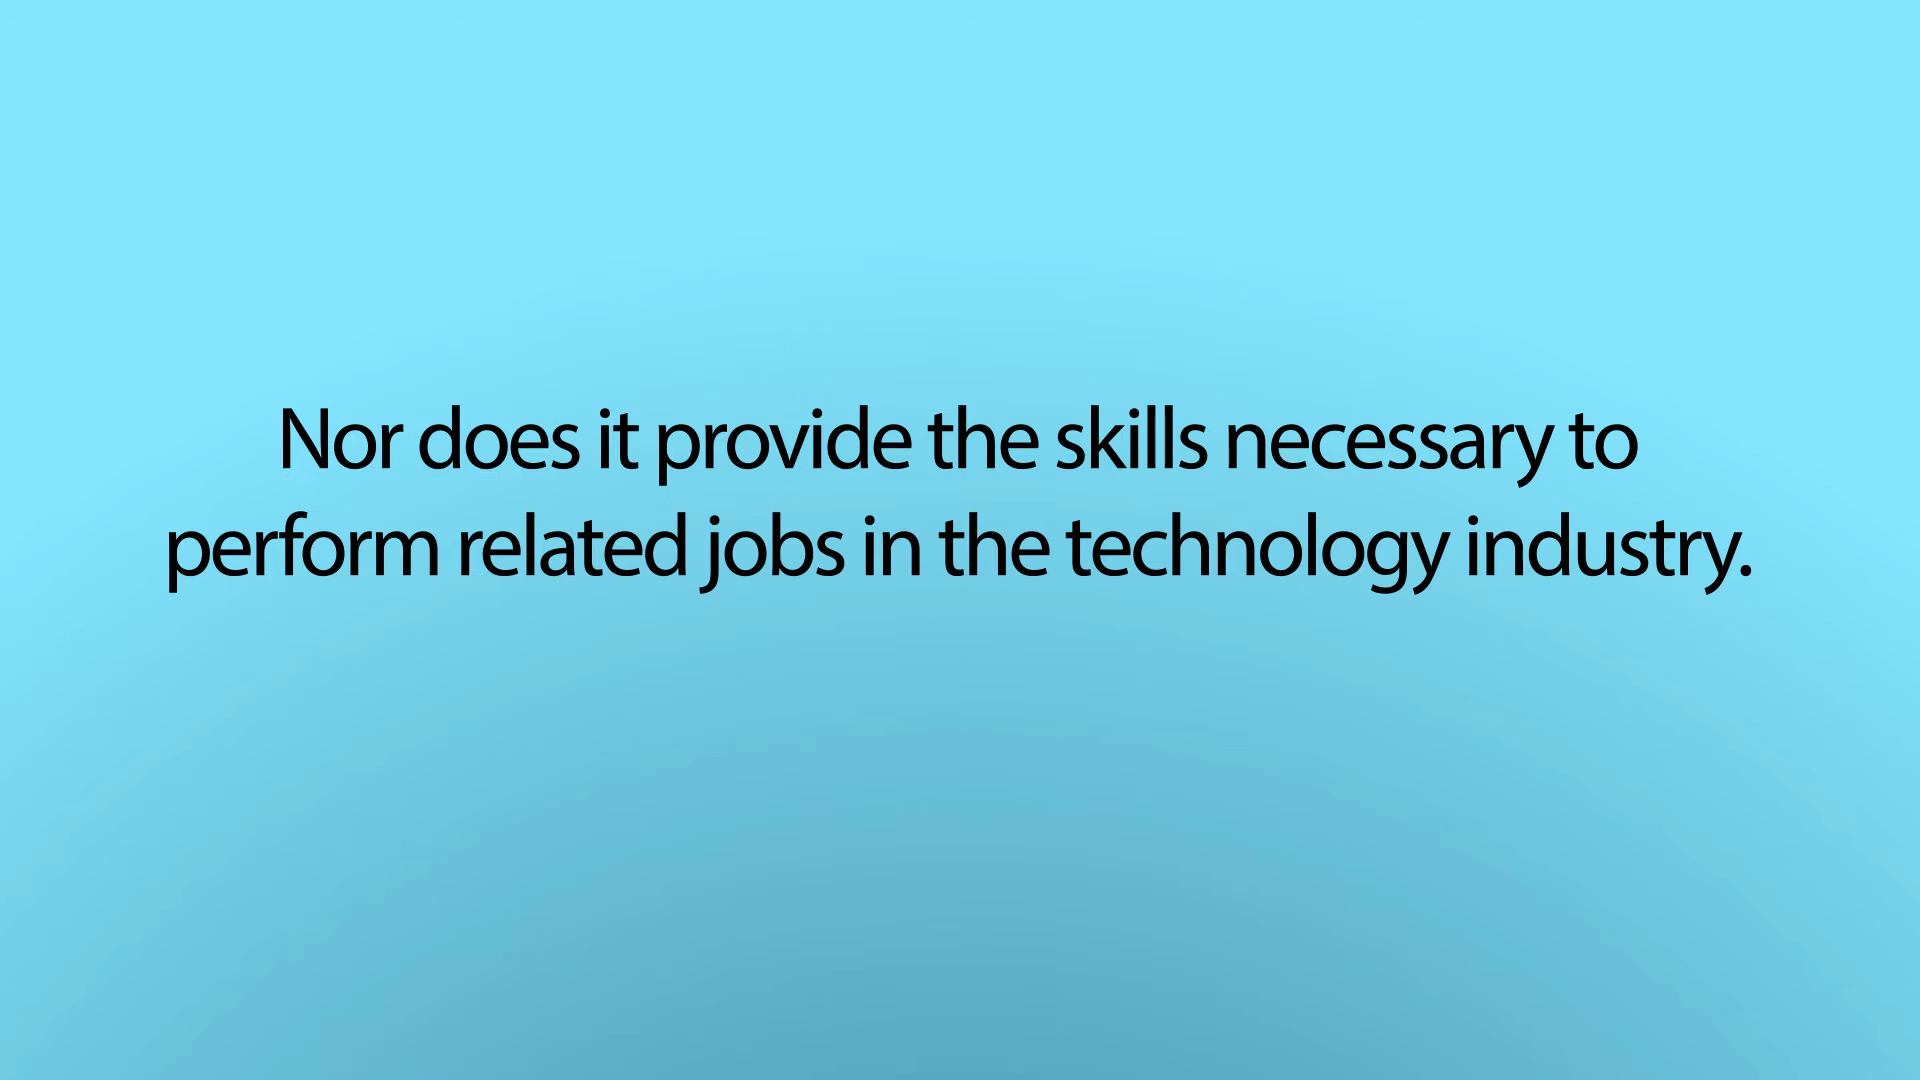 Nor does it provide the skills necessary to
perform related jobs in the technology industry.